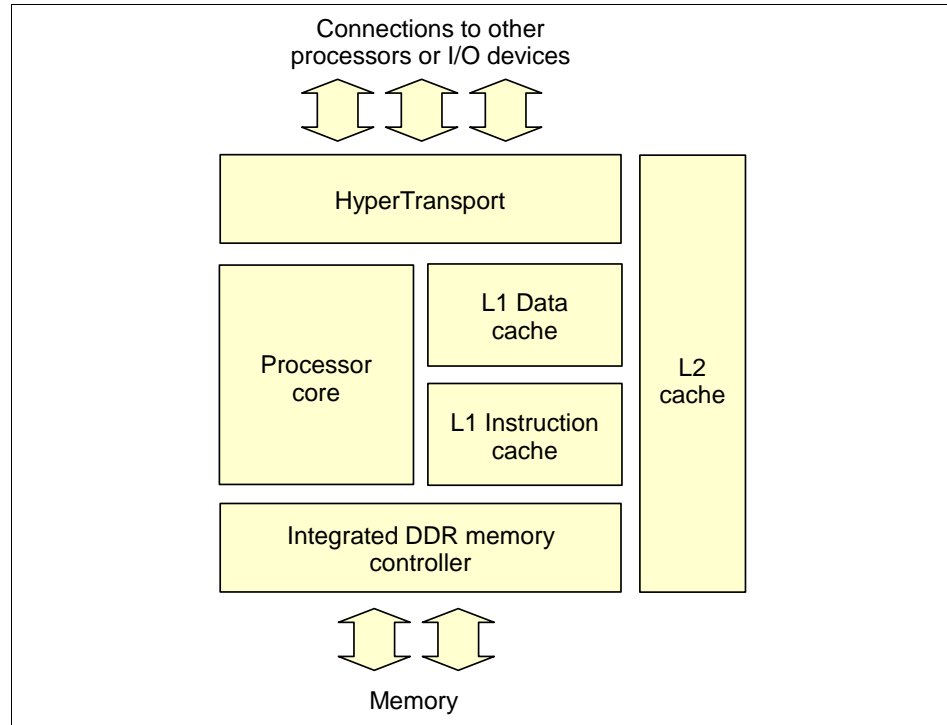 Connections to other
processors or I/O devices
HyperTransport
Processor
core
L1 Data
cache
L1 Instruction
cache
L2
cache
Integrated DDR memory
controller
Memory